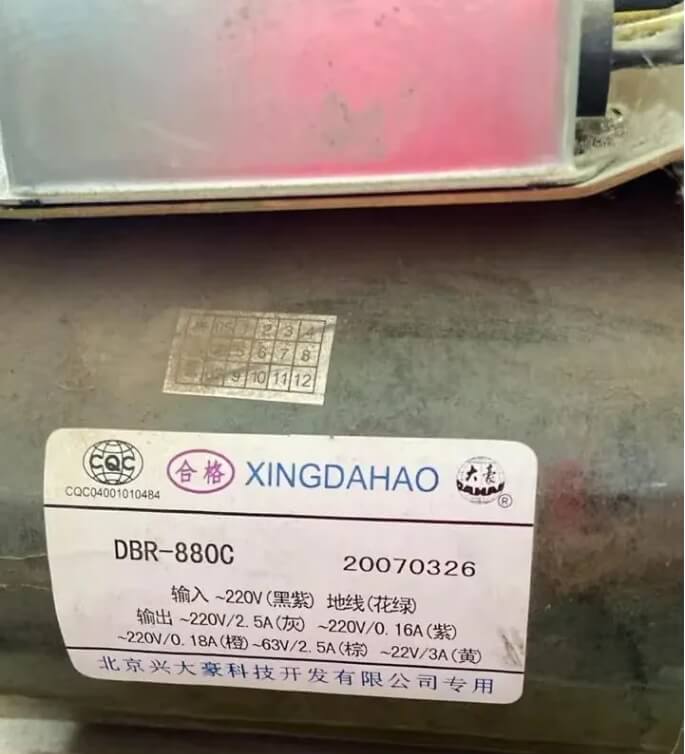 05 1 2 3 4
5 6 7 8
9 10 11 12
CQC
CQC04001010484
合格
XINGDAHAO
大豪
DAHAO
®
DBR-880C
20070326
输入 ~220V(黑紫) 地线(花绿)
输出 ~220V/2.5A(灰) ~220V/0.16A(紫)
~220V/0.18A(橙) ~63V/2.5A(棕) ~22V/3A(黄)
北京兴大豪科技开发有限公司专用